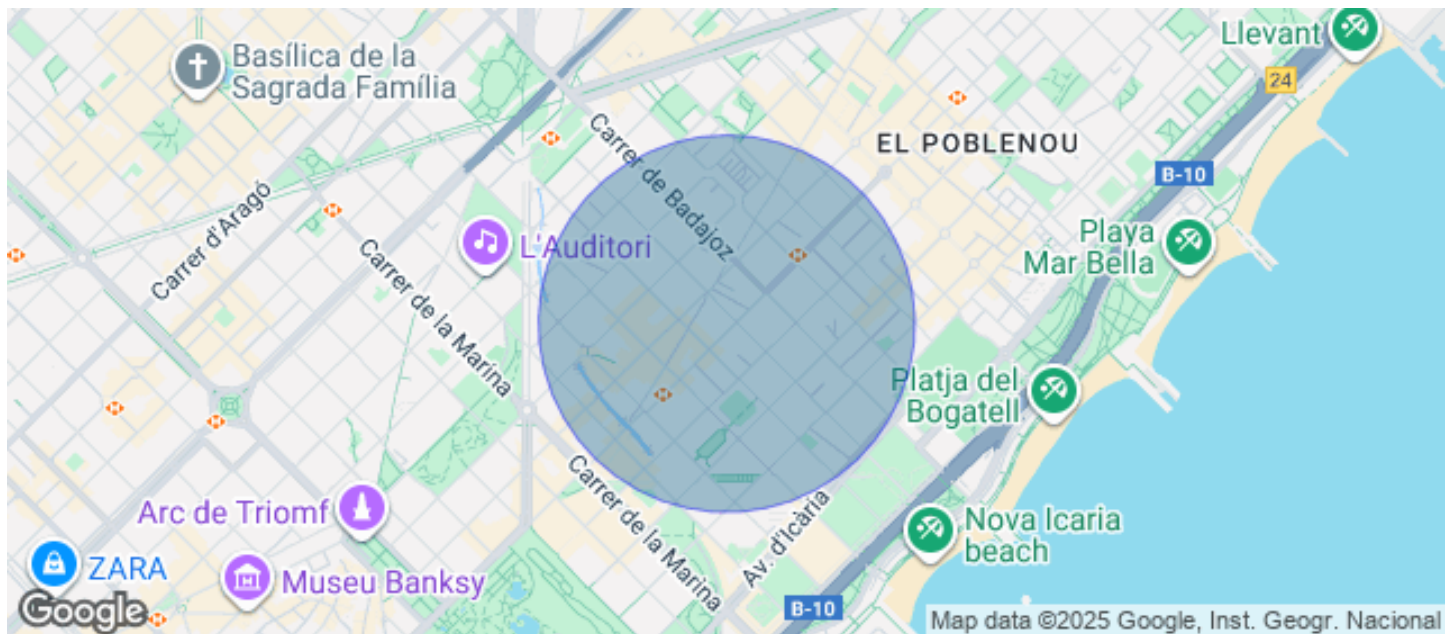 Llevant
Basílica de la
Sagrada Família
24
Carrer de Badajoz
EL POBLENOU
B-10
Carrer d'Aragó
L'Auditori
Playa
Mar Bella
Carrer de la Marina
Platja del
Bogatell
Arc de Triomf
Carrer de la Marina
Av. d'Icària
Nova Icaria
beach
ZARA
Museu Banksy
B-10
Google
Map data ©2025 Google, Inst. Geogr. Nacional